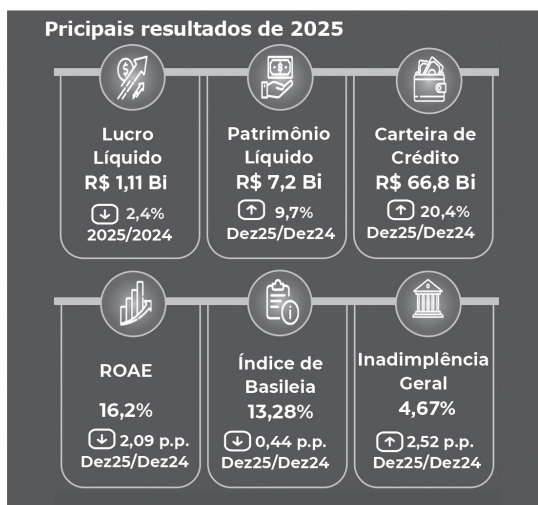 Pricipais resultados de 2025
Lucro
Líquido
R$ 1,11 Bi
2,4%
2025/2024
Patrimônio
Líquido
R$ 7,2 Bi
9,7%
Dez25/Dez24
Carteira de
Crédito
R$ 66,8 Bi
20,4%
Dez25/Dez24
ROAE
16,2%
2,09 p.p.
Dez25/Dez24
Índice de
Basileia
13,28%
0,44 p.p.
Dez25/Dez24
Inadimplência
Geral
4,67%
2,52 p.p.
Dez25/Dez24